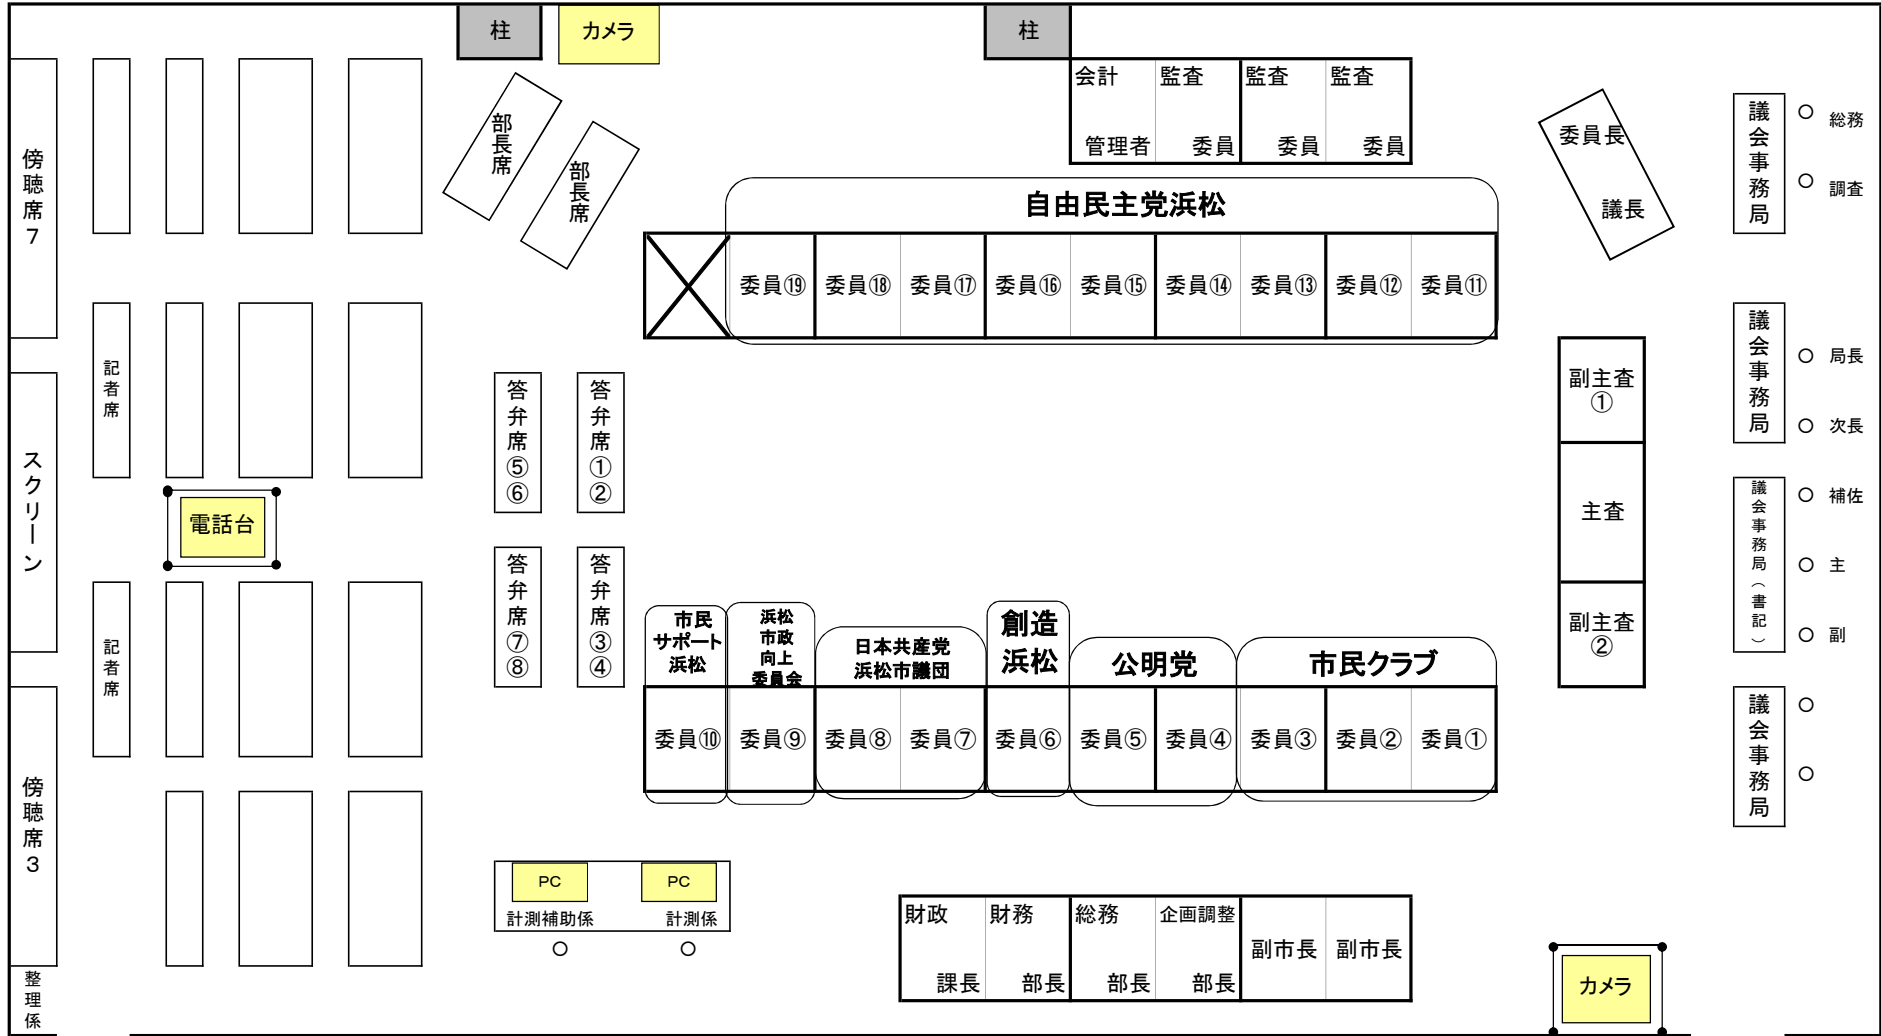 柱
カメラ
柱
会計
管理者
監査
委員
監査
委員
監査
委員
委員長
議長
議会事務局
総務
調査
傍聴席7
部長席
部長席
自由民主党浜松
委員⑲
委員⑱
委員⑰
委員⑯
委員⑮
委員⑭
委員⑬
委員⑫
委員⑪
議会事務局
局長
次長
記者席
スクリーン
答弁席⑤⑥
答弁席①②
副主査
①
主査
副主査
②
電話台
議会事務局(書記)
補佐
主
副
記者席
答弁席⑦⑧
答弁席③④
市民
サポート
浜松
浜松
市政
向上
委員会
日本共産党
浜松市議団
創造
浜松
公明党
市民クラブ
委員⑩
委員⑨
委員⑧
委員⑦
委員⑥
委員⑤
委員④
委員③
委員②
委員①
議会事務局
傍聴席3
PC
PC
計測補助係
計測係
財政
課長
財務
部長
総務
部長
企画調整
部長
副市長
副市長
カメラ
整理係